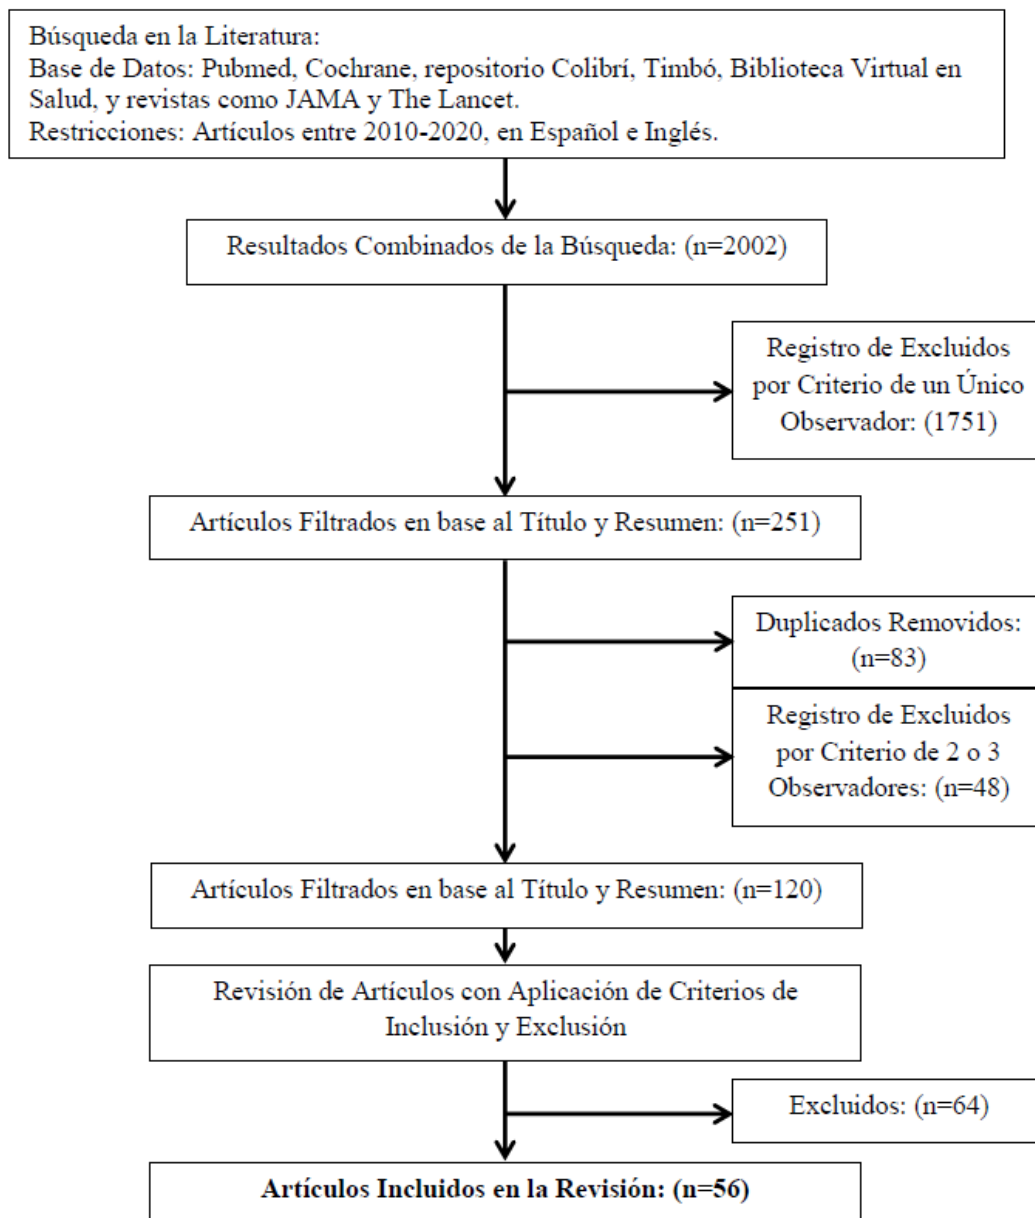 Búsqueda en la Literatura:
Base de Datos: Pubmed, Cochrane, repositorio Colibrí, Timbó, Biblioteca Virtual en
Salud, y revistas como JAMA y The Lancet.
Restricciones: Artículos entre 2010-2020, en Español e Inglés.
Resultados Combinados de la Búsqueda: (n=2002)
Registro de Excluidos
por Criterio de un Único
Observador: (1751)
Artículos Filtrados en base al Título y Resumen: (n=251)
Duplicados Removidos:
(n=83)
Registro de Excluidos
por Criterio de 2 o 3
Observadores: (n=48)
Artículos Filtrados en base al Título y Resumen: (n=120)
Revisión de Artículos con Aplicación de Criterios de
Inclusión y Exclusión
Excluidos: (n=64)
Artículos Incluidos en la Revisión: (n=56)